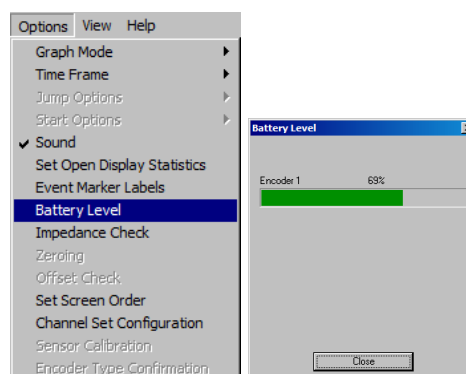 Options View Help
Graph Mode
Time Frame
Jump Options
Start Options
Sound
Set Open Display Statistics
Event Marker Labels
Battery Level
Impedance Check
Zeroing
Offset Check
Set Screen Order
Channel Set Configuration
Sensor Calibration
Encoder Type Confirmation
Battery Level
Encoder 1 69%
Close